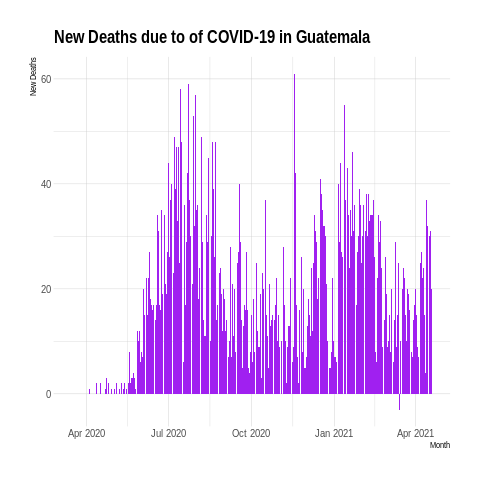 New Deaths due to of COVID-19 in Guatemala
New Deaths
60
40
20
0
Apr 2020
Jul 2020
Oct 2020
Jan 2021
Apr 2021
Month